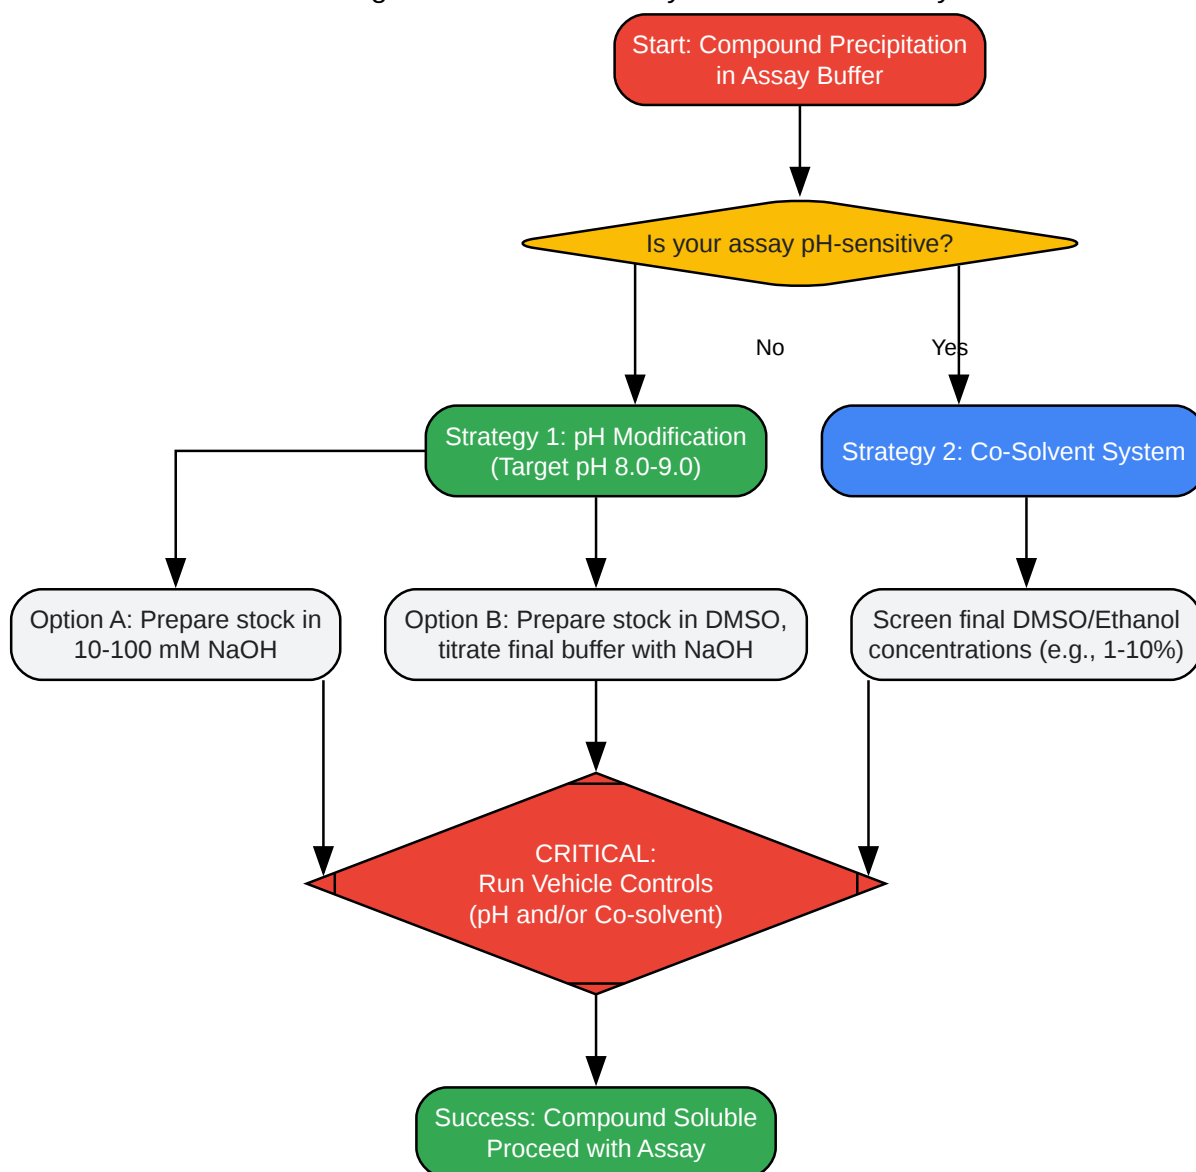 Start: Compound Precipitation
in Assay Buffer
Is your assay pH-sensitive?
No
Yes
Strategy 1: pH Modification
(Target pH 8.0-9.0)
Strategy 2: Co-Solvent System
Option A: Prepare stock in
10-100 mM NaOH
Option B: Prepare stock in DMSO,
titrate final buffer with NaOH
Screen final DMSO/Ethanol
concentrations (e.g., 1-10%)
CRITICAL:
Run Vehicle Controls
(pH and/or Co-solvent)
Success: Compound Soluble
Proceed with Assay